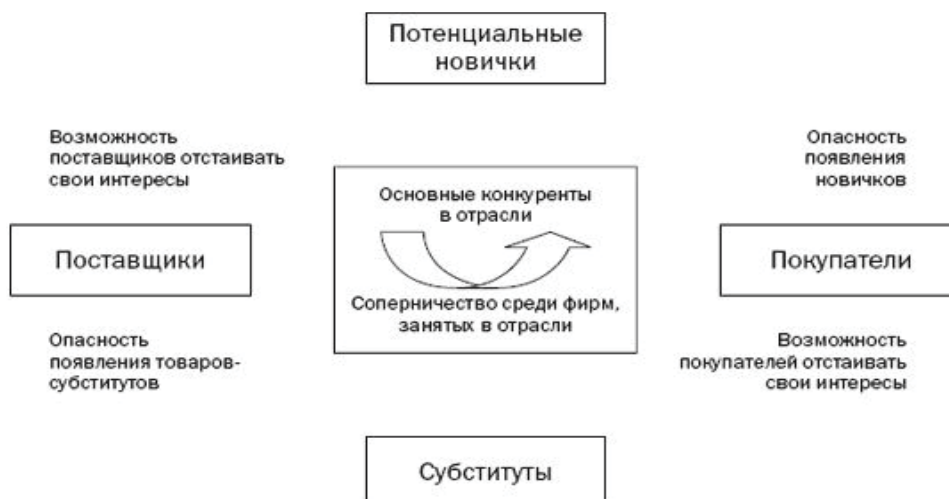 Потенциальные
новички
Возможность
поставщиков отстаивать
свои интересы
Опасность
появления
новичков
Основные конкуренты
в отрасли
Поставщики
Покупатели
Соперничество среди фирм,
занятых в отрасли
Опасность
появления товаров-
субститутов
Возможность
покупателей отстаивать
свои интересы
Субституты